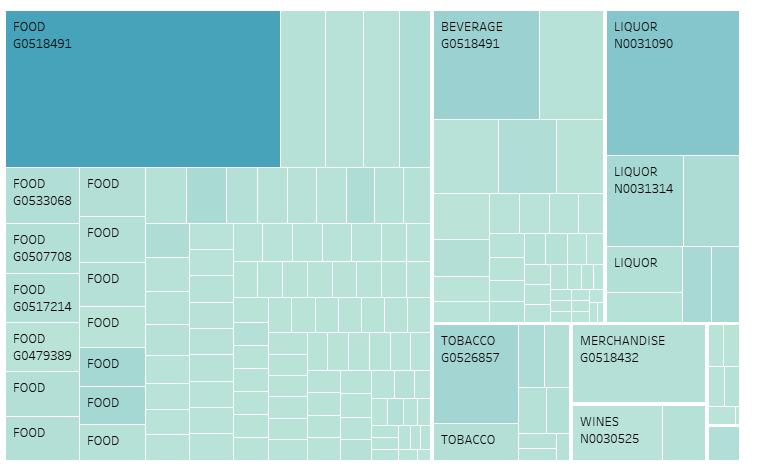 FOOD
G0518491
BEVERAGE
G0518491
LIQUOR
N0031090
LIQUOR
N0031314
LIQUOR
FOOD
G0533068
FOOD
G0507708
FOOD
G0517214
FOOD
G0479389
FOOD
FOOD
FOOD
FOOD
FOOD
FOOD
FOOD
FOOD
FOOD
TOBACCO
G0526857
TOBACCO
MERCHANDISE
G0518432
WINES
N0030525